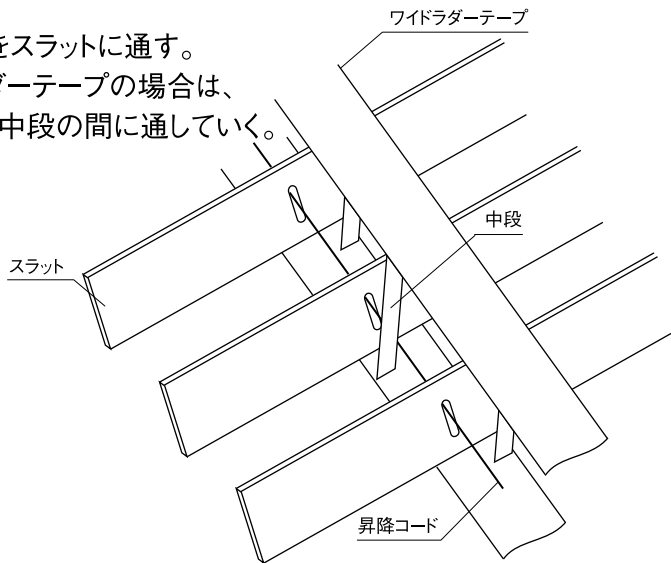 をスラットに通す。
ダーテープの場合は、
中段の間に通していく。
ワイドラダーテープ
中段
スラット
昇降コード